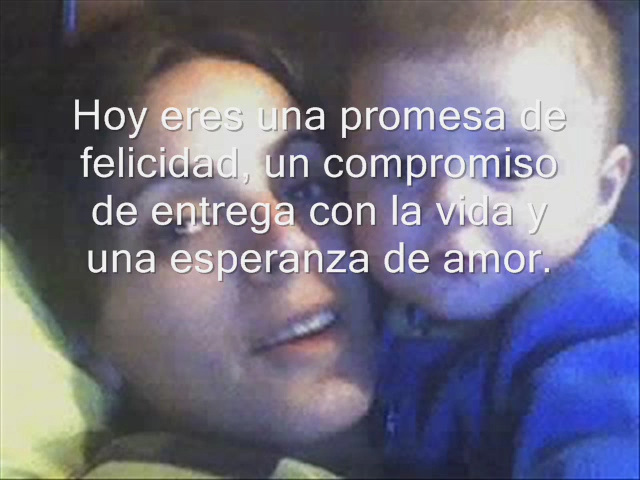 Hoy eres una promesa de
felicidad, un compromiso
de entrega con la vida y
una esperanza de amor.